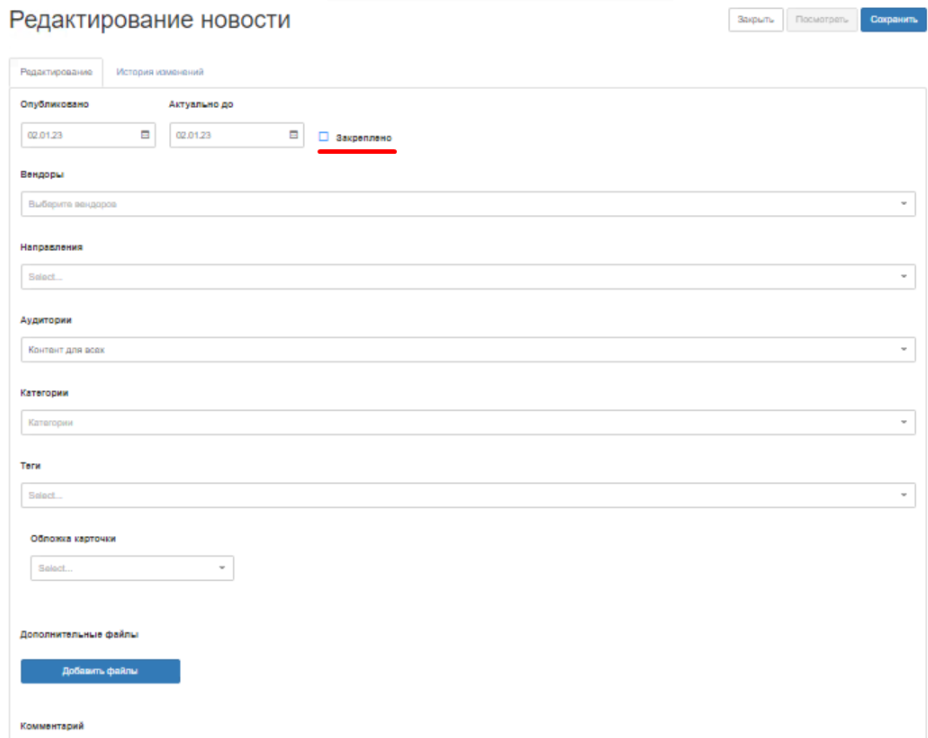 Редактирование новости
Закрыть Посмотреть Сохранить
Редактирование История изменений
Опубликовано Актуально до
02.01.23 02.01.23 Закреплено
Вендоры
Выберите вендоров
Направления
Select...
Аудитории
Контент для всех
Категории
Категории
Теги
Select...
Обложка карточки
Select...
Дополнительные файлы
Добавить файлы
Комментарий